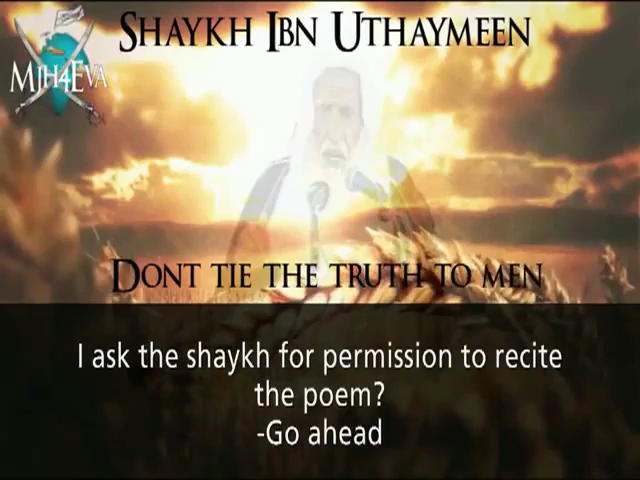 SHAYKH IBN UTHAYMEEN
MJH4EVA
DONT TIE THE TRUTH TO MEN
I ask the shaykh for permission to recite
the poem?
-Go ahead